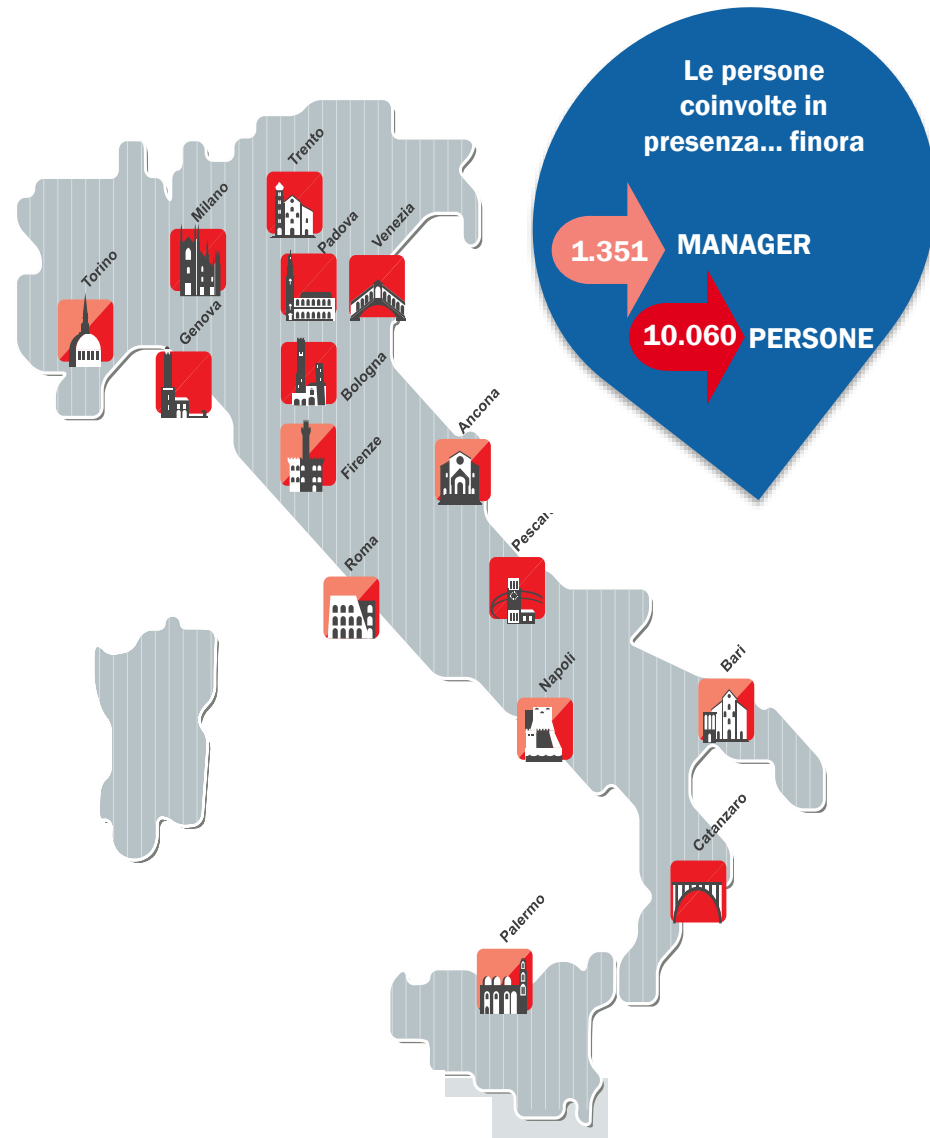 Le persone
coinvolte in
presenza... finora
1.351 MANAGER
10.060 PERSONE
Trento
Milano
Padova
Venezia
Torino
Genova
Bologna
Firenze
Ancona
Roma
Napoli
Bari
Catanzaro
Palermo